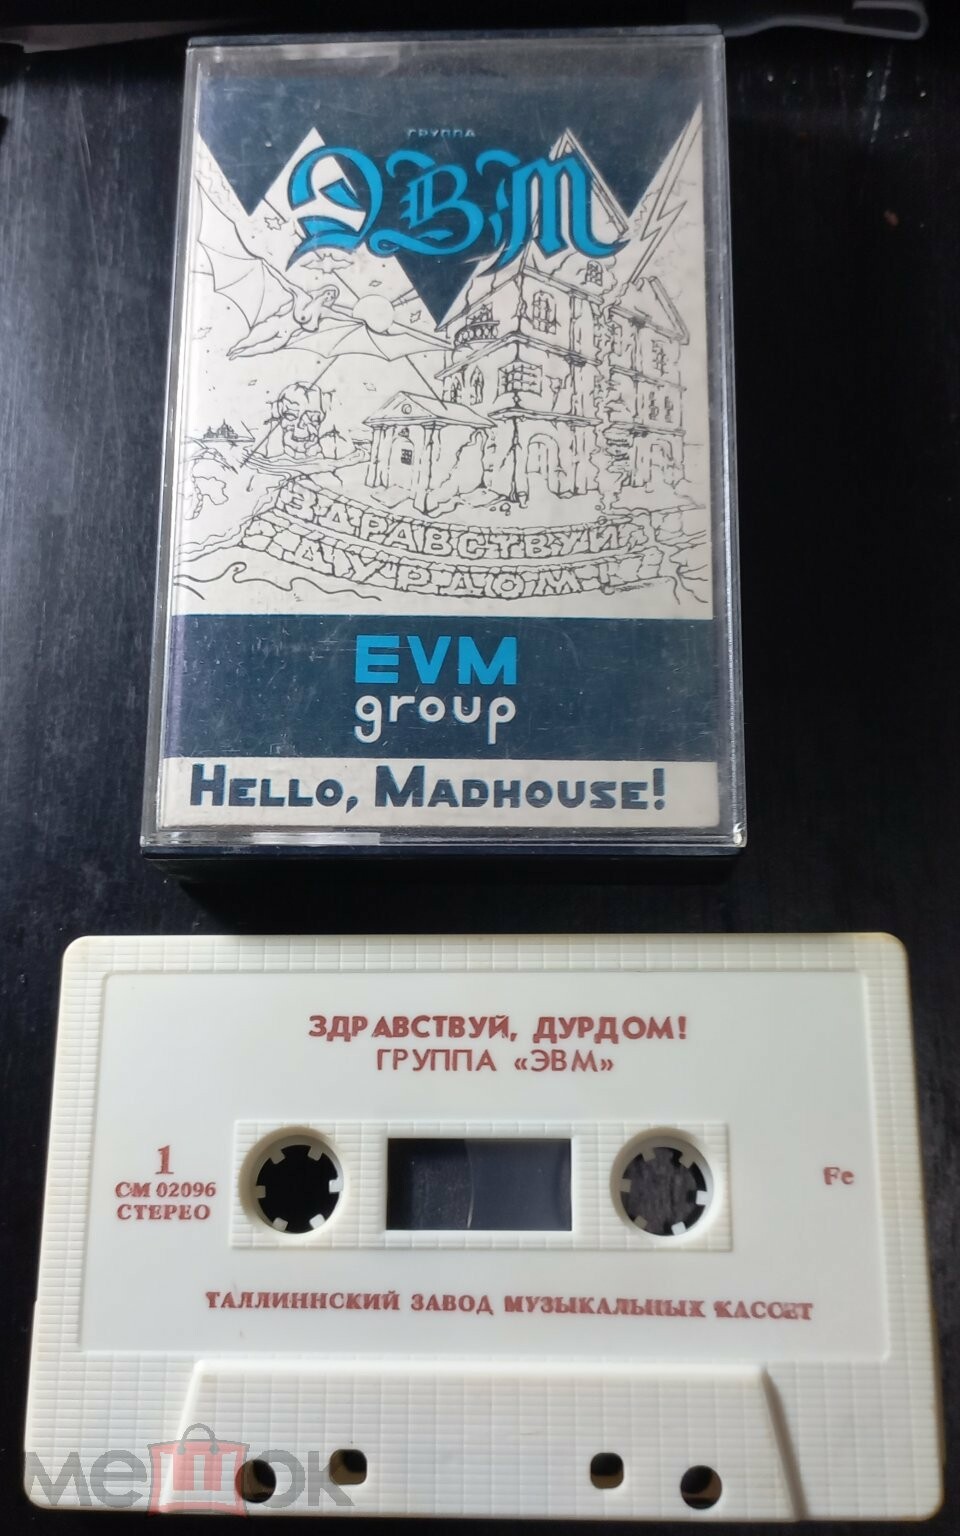 ГРУППА
ЭВМ
ЗДРАВСТВУЙ
ДУРДОМ!
EVM
group
HELLO, MADHOUSE!
ЗДРАВСТВУЙ, ДУРДОМ!
ГРУППА «ЭВМ»
1
СМ 02096
СТЕРЕО
Fe
ТАЛЛИННСКИЙ ЗАВОД МУЗЫКАЛЬНЫХ КАССЕТ
мешок